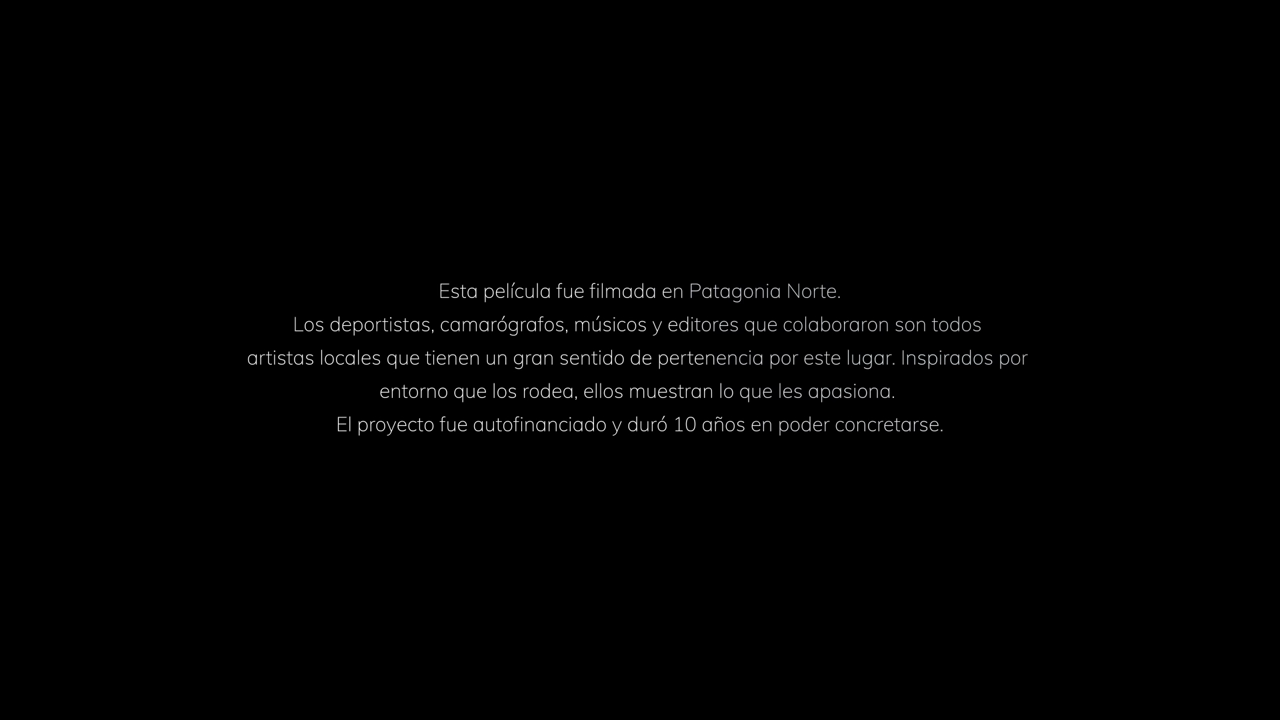 Esta película fue filmada en Patagonia Norte.
Los deportistas, camarógrafos, músicos y editores que colaboraron son todos
artistas locales que tienen un gran sentido de pertenencia por este lugar. Inspirados por
entorno que los rodea, ellos muestran lo que les apasiona.
El proyecto fue autofinanciado y duró 10 años en poder concretarse.